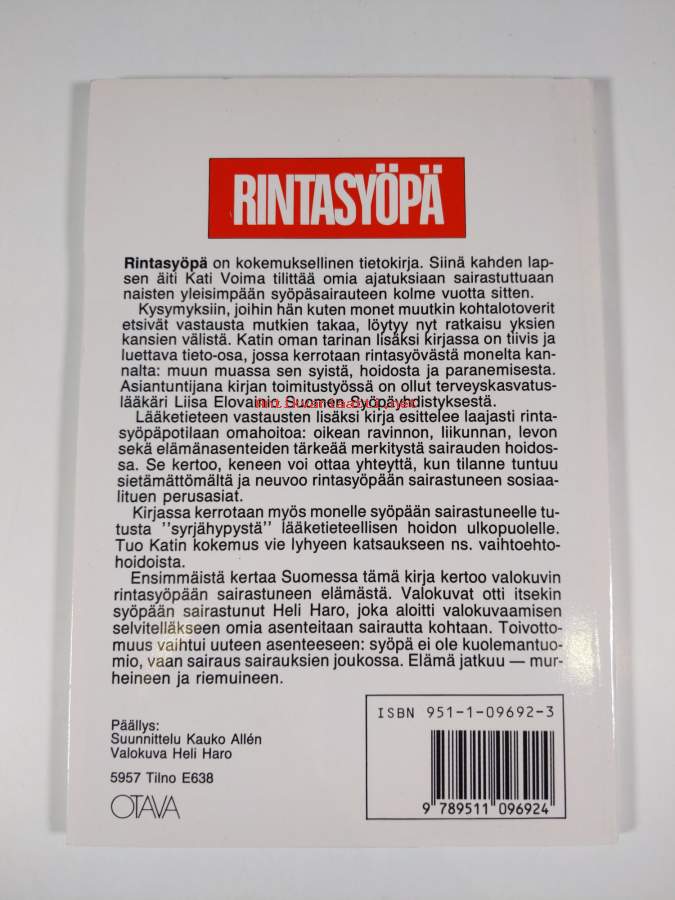 RINTASYÖPÄ
Rintasyöpä on kokemuksellinen tietokirja. Siinä kahden lap-
sen äiti Kati Voima tilittää omia ajatuksiaan sairastuttuaan
naisten yleisimpään syöpäsairauteen kolme vuotta sitten.
Kysymyksiin, joihin hän kuten monet muutkin kohtalotoverit
etsivät vastausta mutkien takaa, löytyy nyt ratkaisu yksien
kansien välistä. Katin oman tarinan lisäksi kirjassa on tiivis ja
luettava tieto-osa, jossa kerrotaan rintasyövästä monelta kan-
nalta: muun muassa sen syistä, hoidosta ja paranemisesta.
Asiantuntijana kirjan toimitustyössä on ollut terveyskasvatus-
lääkäri Liisa Elovainio Suomen Syöpäyhdistyksestä.
antikvariaatti.net
Lääketieteen vastausten lisäksi kirja esittelee laajasti rinta-
syöpäpotilaan omahoitoa: oikean ravinnon, liikunnan, levon
sekä elämänasenteiden tärkeää merkitystä sairauden hoidos-
sa. Se kertoo, keneen voi ottaa yhteyttä, kun tilanne tuntuu
sietämättömältä ja neuvoo rintasyöpään sairastuneen sosiaa-
lituen perusasiat.
Kirjassa kerrotaan myös monelle syöpään sairastuneelle tu-
tusta ''syrjähypystä'' lääketieteellisen hoidon ulkopuolelle.
Tuo Katin kokemus vie lyhyeen katsaukseen ns. vaihtoehto-
hoidoista.
Ensimmäistä kertaa Suomessa tämä kirja kertoo valokuvin
rintasyöpään sairastuneen elämästä. Valokuvat otti itsekin
syöpään sairastunut Heli Haro, joka aloitti valokuvaamisen
selvitelläkseen omia asenteitaan sairautta kohtaan. Toivotto-
muus vaihtui uuteen asenteeseen: syöpä ei ole kuolemantuo-
mio, vaan sairaus sairauksien joukossa. Elämä jatkuu — mur-
heineen ja riemuineen.
Päällys:
Suunnittelu Kauko Allén
Valokuva Heli Haro
5957 Tilno E638
OTAVA
ISBN 951-1-09692-3
9 789511 096924